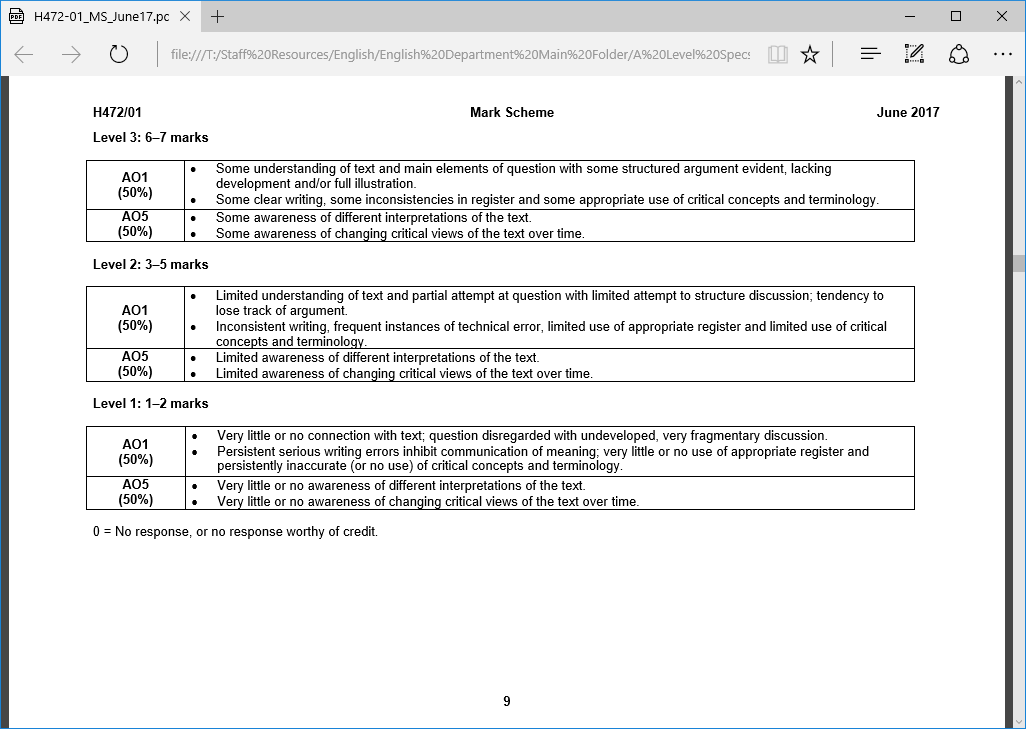 H472-01_MS_June17.pc
file:///T:/Staff%20Resources/English/English%20Department%20Main%20Folder/A%20Level%20Specs
H472/01 Mark Scheme June 2017
Level 3: 6–7 marks
AO1
(50%)
• Some understanding of text and main elements of question with some structured argument evident, lacking
development and/or full illustration.
• Some clear writing, some inconsistencies in register and some appropriate use of critical concepts and terminology.
AO5
(50%)
• Some awareness of different interpretations of the text.
• Some awareness of changing critical views of the text over time.
Level 2: 3–5 marks
AO1
(50%)
• Limited understanding of text and partial attempt at question with limited attempt to structure discussion; tendency to
lose track of argument.
• Inconsistent writing, frequent instances of technical error, limited use of appropriate register and limited use of critical
concepts and terminology.
AO5
(50%)
• Limited awareness of different interpretations of the text.
• Limited awareness of changing critical views of the text over time.
Level 1: 1–2 marks
AO1
(50%)
• Very little or no connection with text; question disregarded with undeveloped, very fragmentary discussion.
• Persistent serious writing errors inhibit communication of meaning; very little or no use of appropriate register and
persistently inaccurate (or no use) of critical concepts and terminology.
AO5
(50%)
• Very little or no awareness of different interpretations of the text.
• Very little or no awareness of changing critical views of the text over time.
0 = No response, or no response worthy of credit.
9